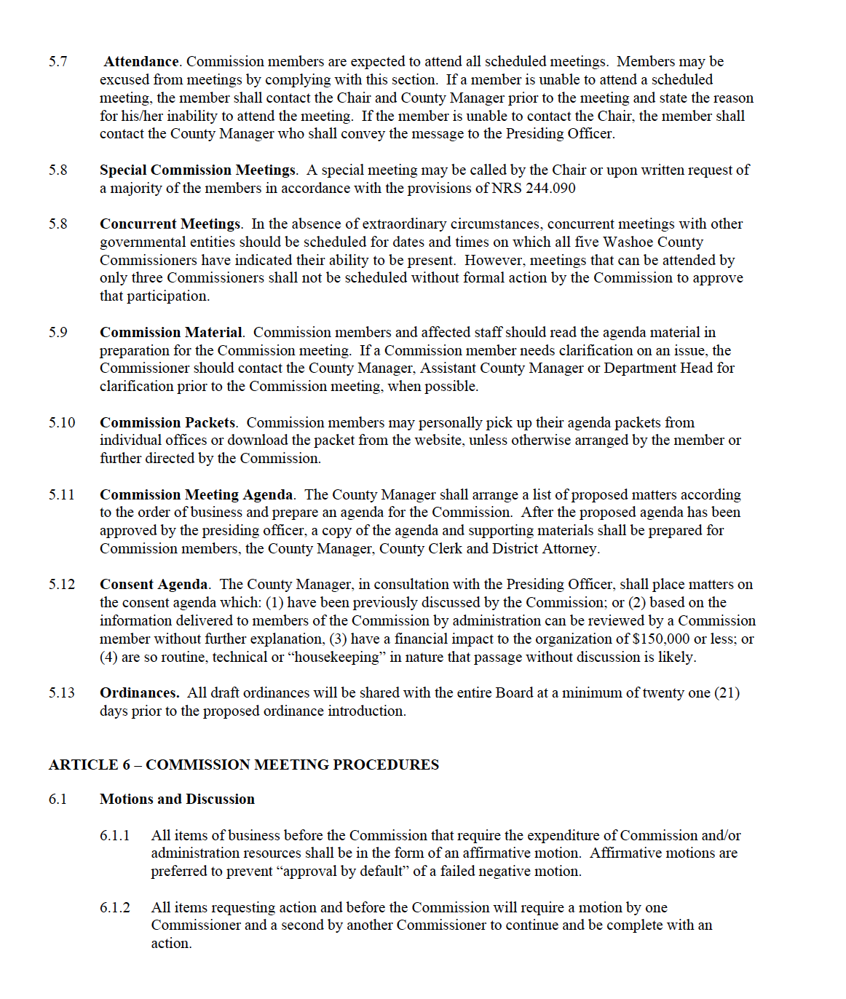 5.7 Attendance. Commission members are expected to attend all scheduled meetings. Members may be
excused from meetings by complying with this section. If a member is unable to attend a scheduled
meeting, the member shall contact the Chair and County Manager prior to the meeting and state the reason
for his/her inability to attend the meeting. If the member is unable to contact the Chair, the member shall
contact the County Manager who shall convey the message to the Presiding Officer.
5.8 Special Commission Meetings. A special meeting may be called by the Chair or upon written request of
a majority of the members in accordance with the provisions of NRS 244.090
5.8 Concurrent Meetings. In the absence of extraordinary circumstances, concurrent meetings with other
governmental entities should be scheduled for dates and times on which all five Washoe County
Commissioners have indicated their ability to be present. However, meetings that can be attended by
only three Commissioners shall not be scheduled without formal action by the Commission to approve
that participation.
5.9 Commission Material. Commission members and affected staff should read the agenda material in
preparation for the Commission meeting. If a Commission member needs clarification on an issue, the
Commissioner should contact the County Manager, Assistant County Manager or Department Head for
clarification prior to the Commission meeting, when possible.
5.10 Commission Packets. Commission members may personally pick up their agenda packets from
individual offices or download the packet from the website, unless otherwise arranged by the member or
further directed by the Commission.
5.11 Commission Meeting Agenda. The County Manager shall arrange a list of proposed matters according
to the order of business and prepare an agenda for the Commission. After the proposed agenda has been
approved by the presiding officer, a copy of the agenda and supporting materials shall be prepared for
Commission members, the County Manager, County Clerk and District Attorney.
5.12 Consent Agenda. The County Manager, in consultation with the Presiding Officer, shall place matters on
the consent agenda which: (1) have been previously discussed by the Commission; or (2) based on the
information delivered to members of the Commission by administration can be reviewed by a Commission
member without further explanation, (3) have a financial impact to the organization of $150,000 or less; or
(4) are so routine, technical or “housekeeping” in nature that passage without discussion is likely.
5.13 Ordinances. All draft ordinances will be shared with the entire Board at a minimum of twenty one (21)
days prior to the proposed ordinance introduction.
ARTICLE 6 – COMMISSION MEETING PROCEDURES
6.1 Motions and Discussion
6.1.1 All items of business before the Commission that require the expenditure of Commission and/or
administration resources shall be in the form of an affirmative motion. Affirmative motions are
preferred to prevent “approval by default” of a failed negative motion.
6.1.2 All items requesting action and before the Commission will require a motion by one
Commissioner and a second by another Commissioner to continue and be complete with an
action.